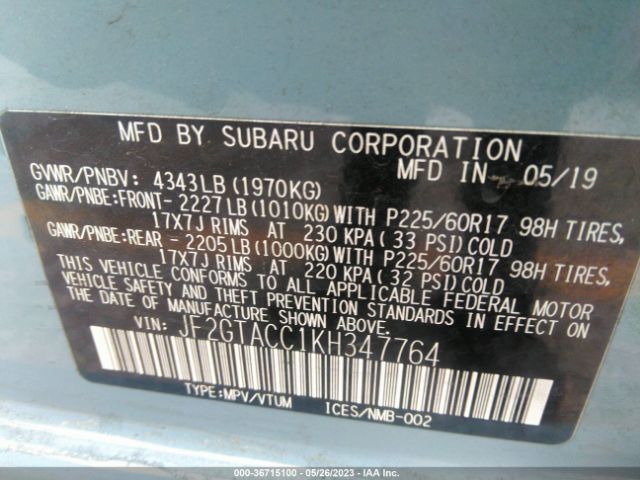 MFD BY SUBARU CORPORATION
MFD IN 05/19
GVWR/PNBV: 4343LB (1970KG)
GAWR/PNBE:FRONT- 2227LB (1010KG) WITH P225/60R17 98H TIRES,
17X7J RIMS AT 230 KPA( 33 PSI) COLD
GAWR/PNBE:REAR - 2205LB (1000KG) WITH P225/60R17 98H TIRES,
17X7J RIMS AT 220 KPA( 32 PSI) COLD
THIS VEHICLE CONFORMS TO ALL APPLICABLE FEDERAL MOTOR
VEHICLE SAFETY STANDARDS IN EFFECT ON
THE DATE OF MANUFACTURE SHOWN ABOVE.
VIN: JF2GTACC1KH347764
TYPE:MPV/VTUM ICES/NMB-002
000-36715100 - 05/26/2023 - IAA Inc.